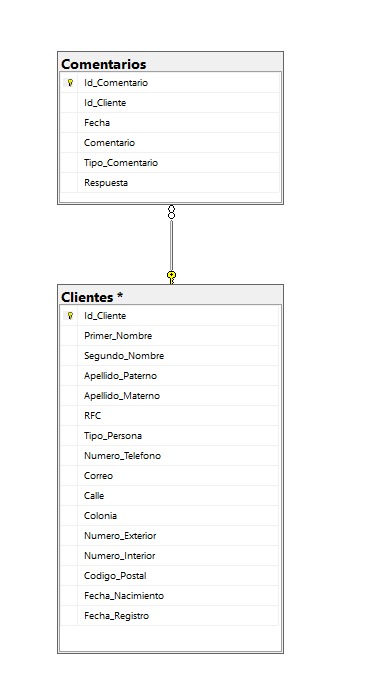 Comentarios
Id_Comentario
Id_Cliente
Fecha
Comentario
Tipo_Comentario
Respuesta
Clientes *
Id_Cliente
Primer_Nombre
Segundo_Nombre
Apellido_Paterno
Apellido_Materno
RFC
Tipo_Persona
Numero_Telefono
Correo
Calle
Colonia
Numero_Exterior
Numero_Interior
Codigo_Postal
Fecha_Nacimiento
Fecha_Registro